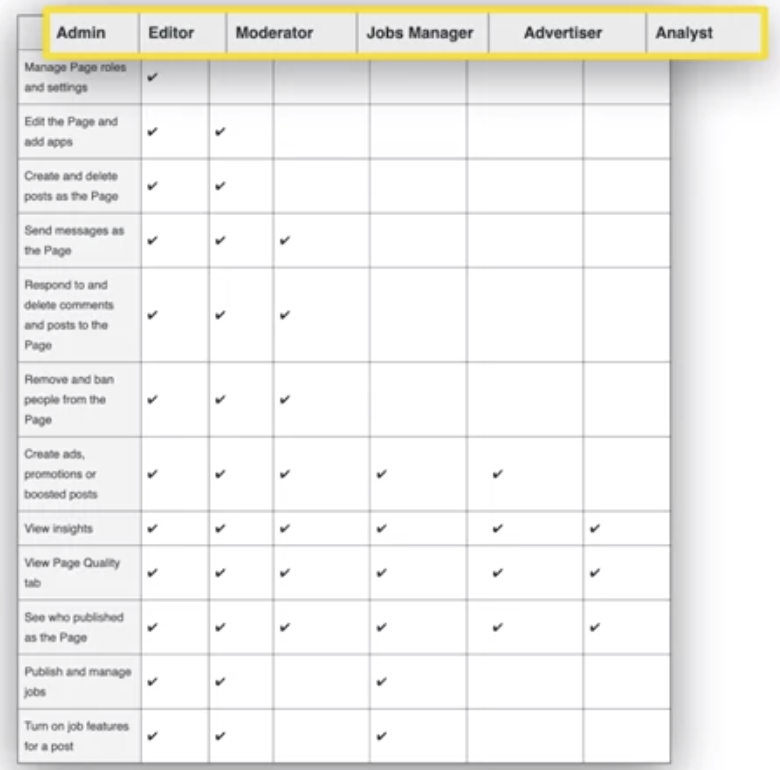 Admin Editor Moderator Jobs Manager Advertiser Analyst
Manage Page roles
and settings ✔
Edit the Page and
add apps ✔ ✔
Create and delete
posts as the Page ✔ ✔
Send messages as
the Page ✔ ✔ ✔
Respond to and
delete comments
and posts to the
Page ✔ ✔ ✔
Remove and ban
people from the
Page ✔ ✔ ✔
Create ads,
promotions or
boosted posts ✔ ✔ ✔ ✔ ✔
View insights ✔ ✔ ✔ ✔ ✔ ✔
View Page Quality
tab ✔ ✔ ✔ ✔ ✔ ✔
See who published
as the Page ✔ ✔ ✔ ✔ ✔ ✔
Publish and manage
jobs ✔ ✔ ✔
Turn on job features
for a post ✔ ✔ ✔